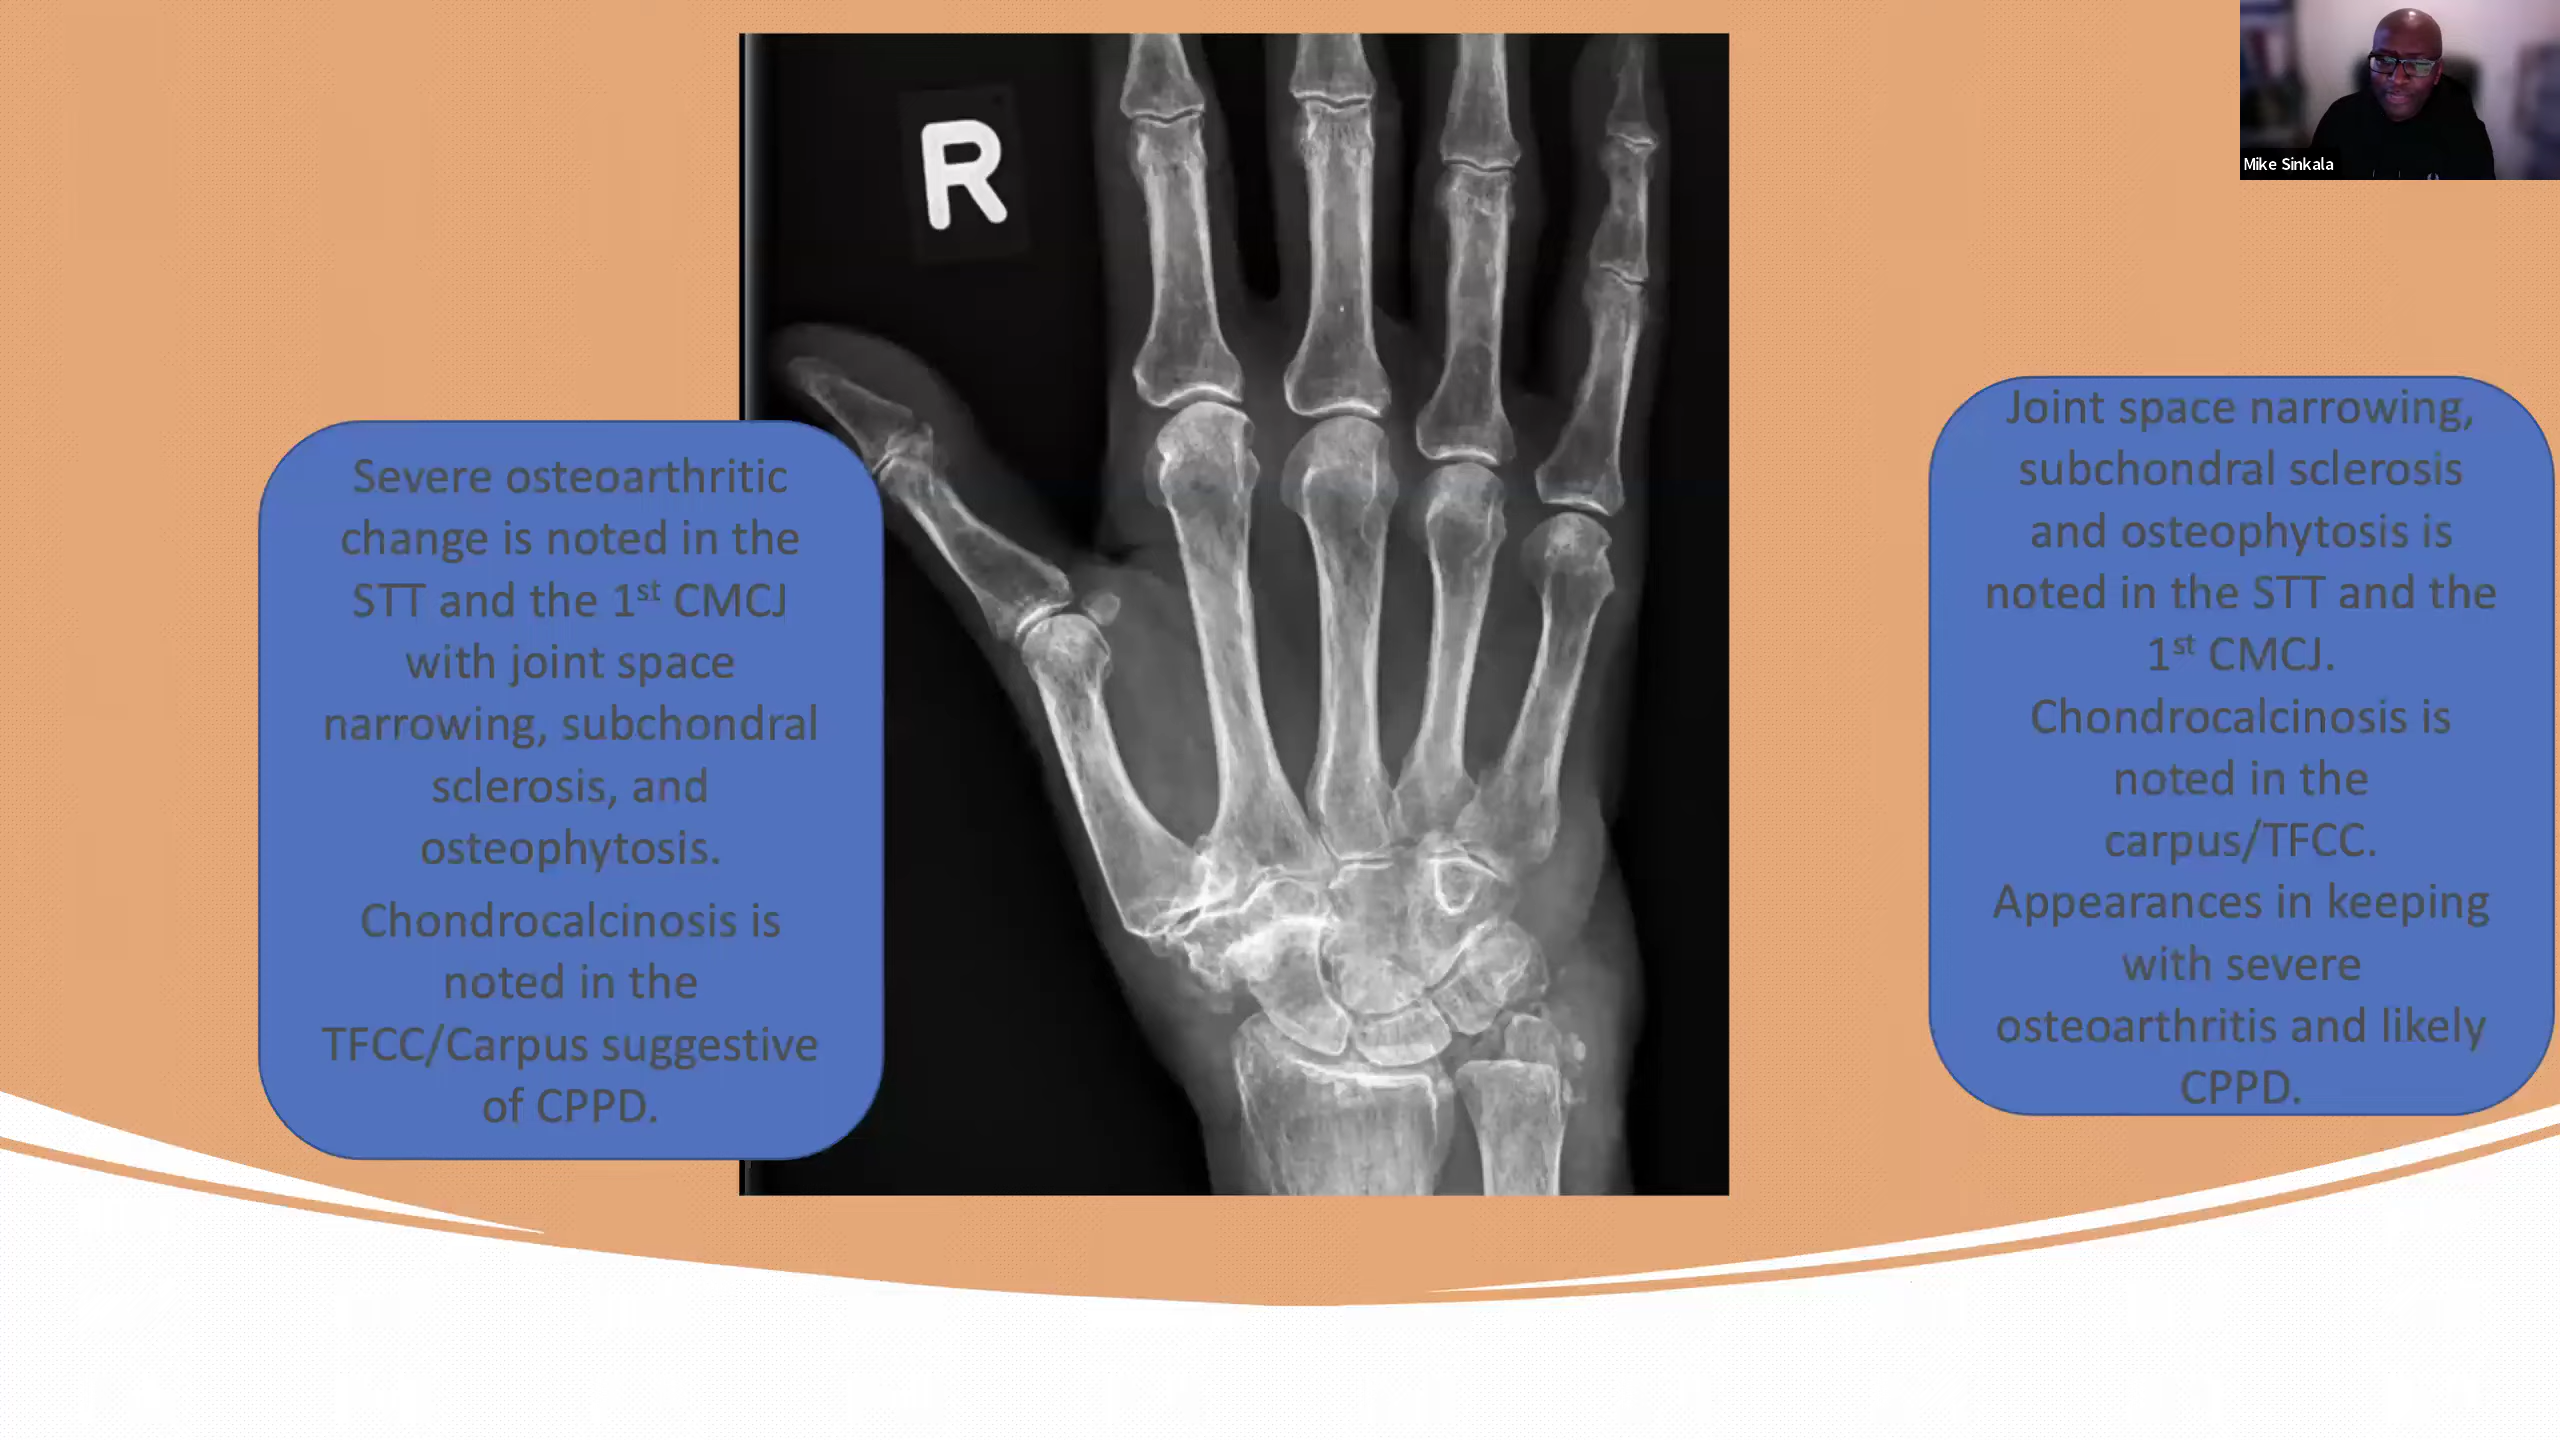 R
Mike Sinkala
Severe osteoarthritic
change is noted in the
STT and the 1st CMCJ
with joint space
narrowing, subchondral
sclerosis, and
osteophytosis.
Chondrocalcinosis is
noted in the
TFCC/Carpus suggestive
of CPPD.
Joint space narrowing,
subchondral sclerosis
and osteophytosis is
noted in the STT and the
1st CMCJ.
Chondrocalcinosis is
noted in the
carpus/TFCC.
Appearances in keeping
with severe
osteoarthritis and likely
CPPD.